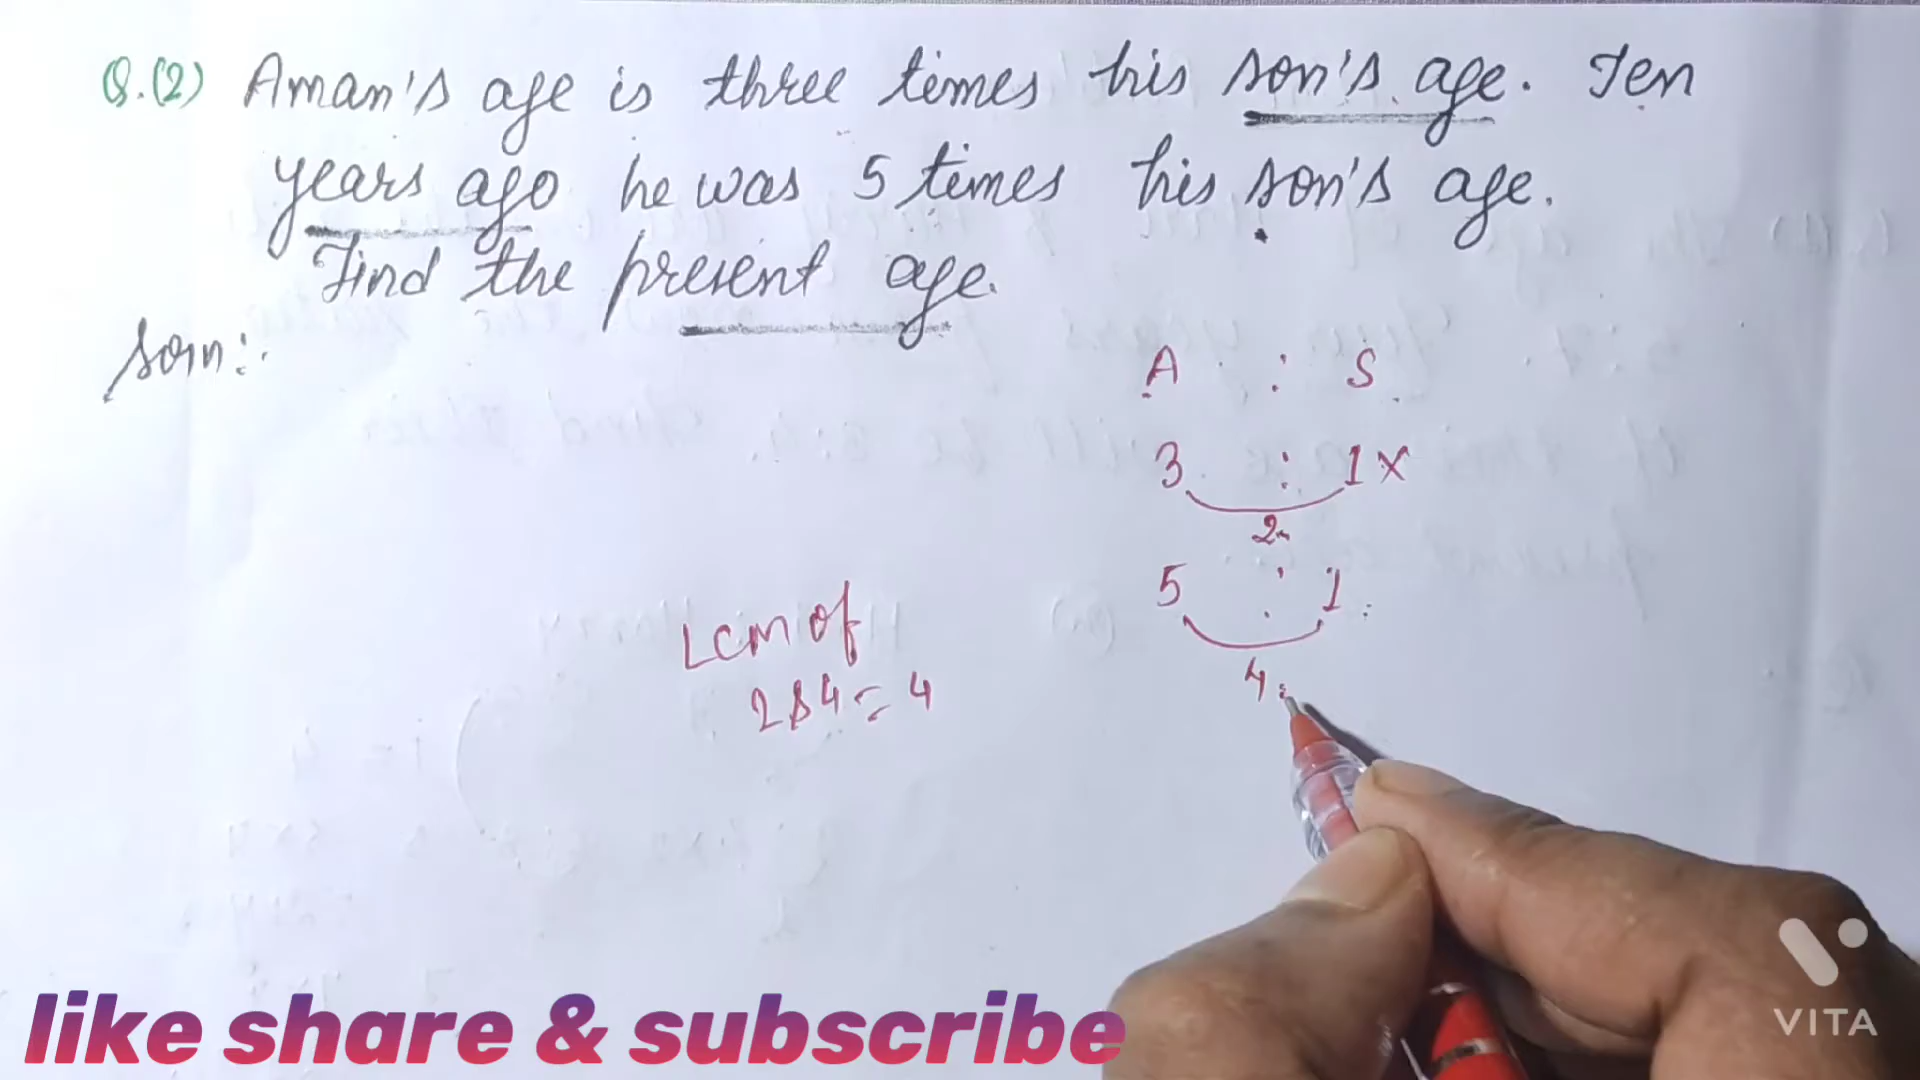 Q.(2) Aman's age is three times his son's age. Ten
years ago he was 5 times his son's age.
Find the present age.
Soln:.
A : S
3 : 1 x
2
5 : 1
4
LCM of
2 & 4 = 4
like share & subscribe
VITA